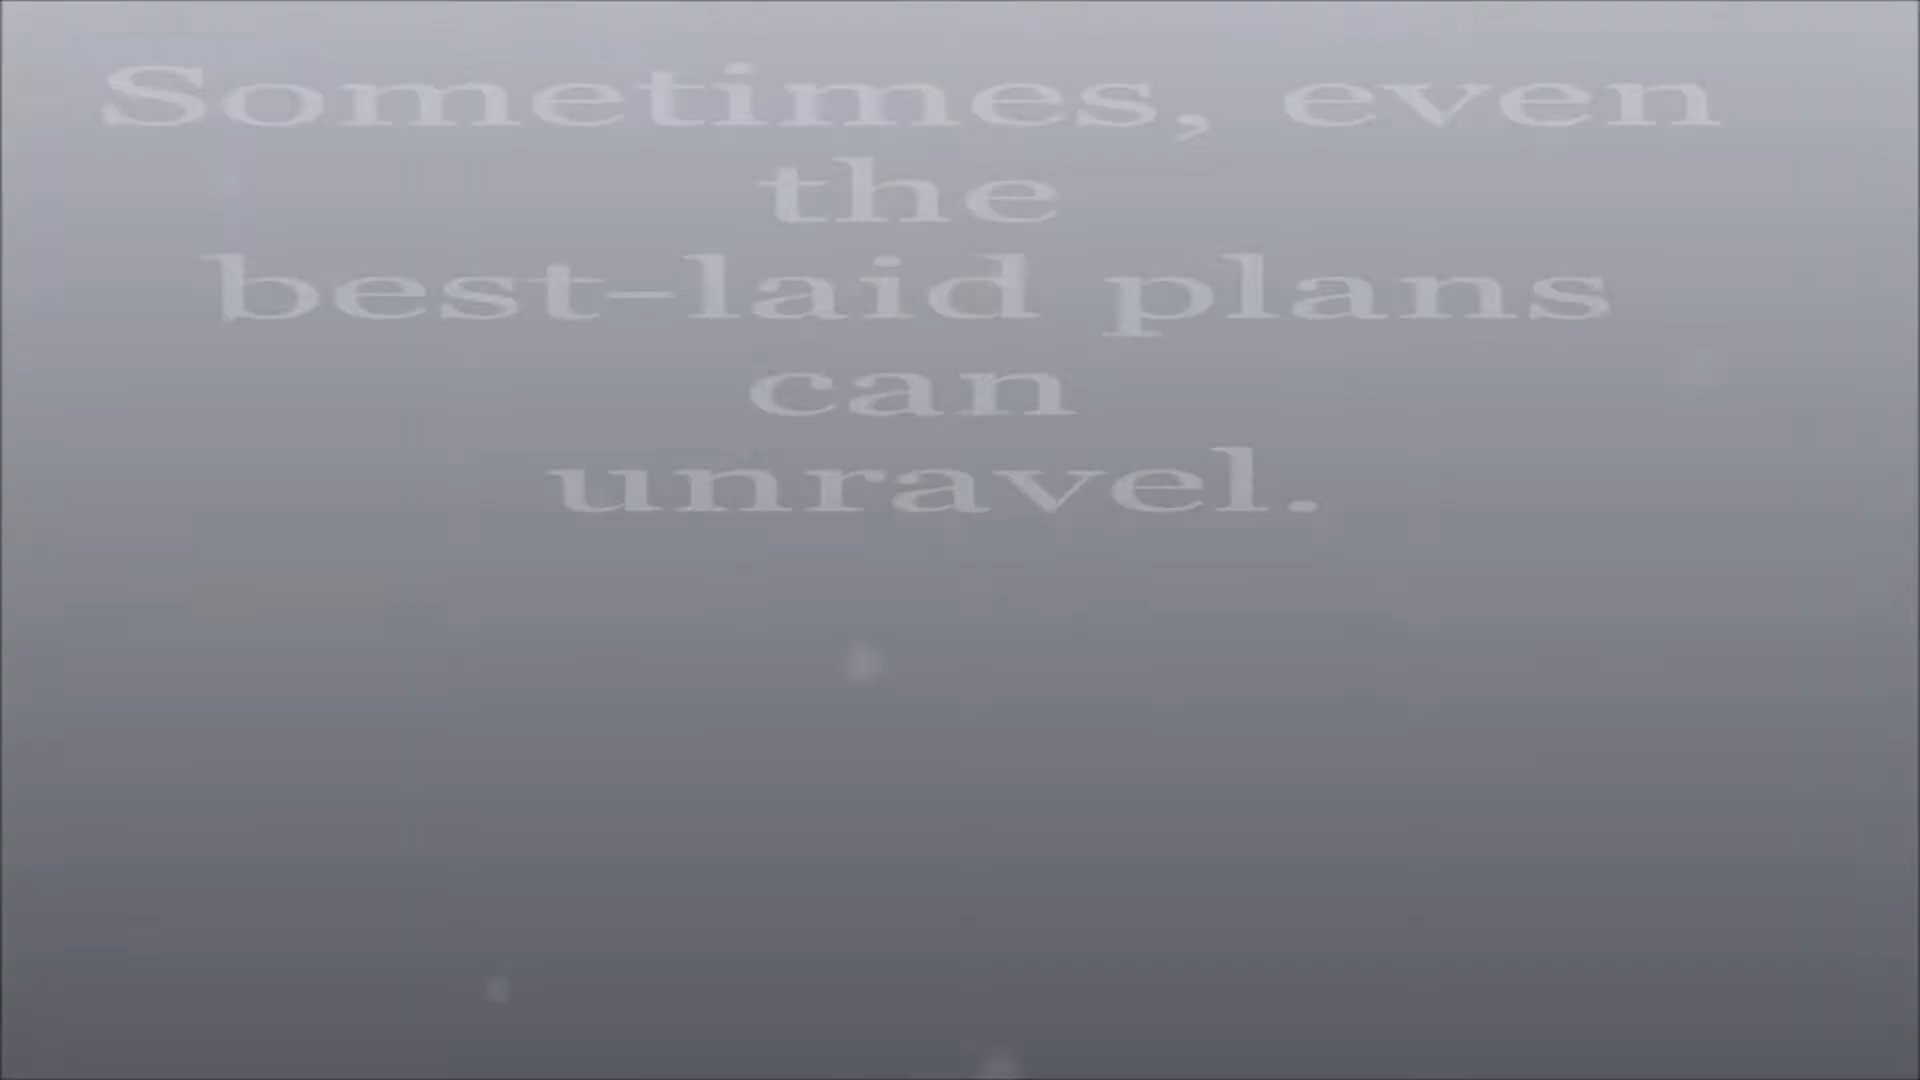 Sometimes, even
the
best-laid plans
can
unravel.